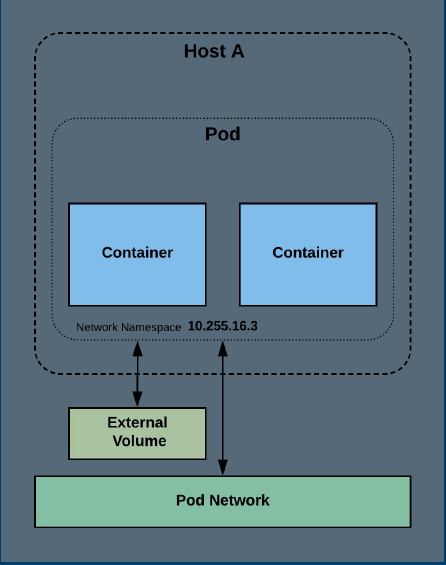 Host A
Pod
Container
Container
Network Namespace 10.255.16.3
External
Volume
Pod Network